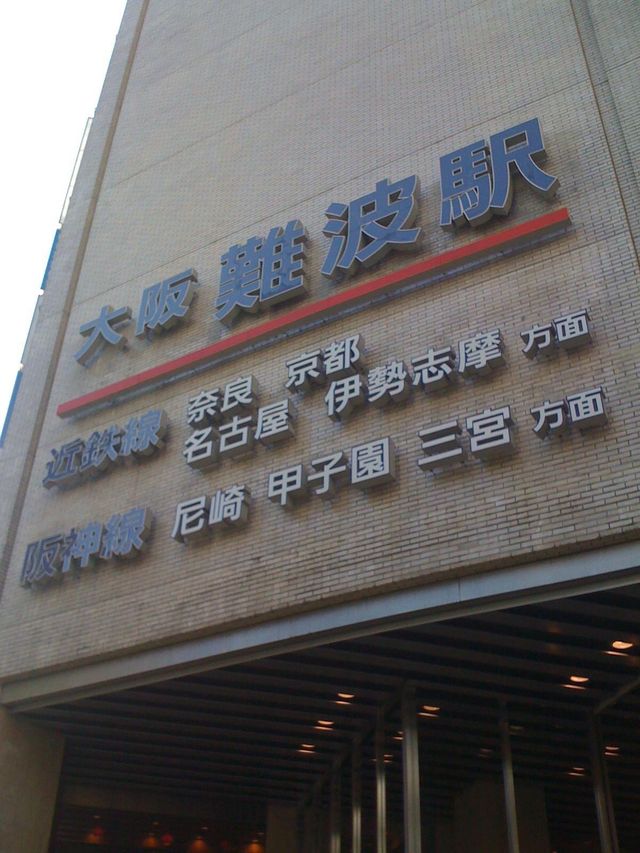 大阪 難波駅
近鉄線 奈良 京都
名古屋 伊勢志摩 方面
阪神線 尼崎 甲子園 三宮 方面